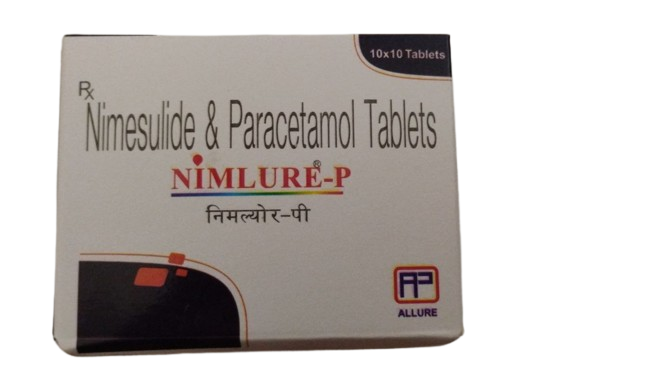 10x10 Tablets
Rx
Nimesulide & Paracetamol Tablets
NIMLURE®-P
निमल्योर-पी
AP
ALLURE